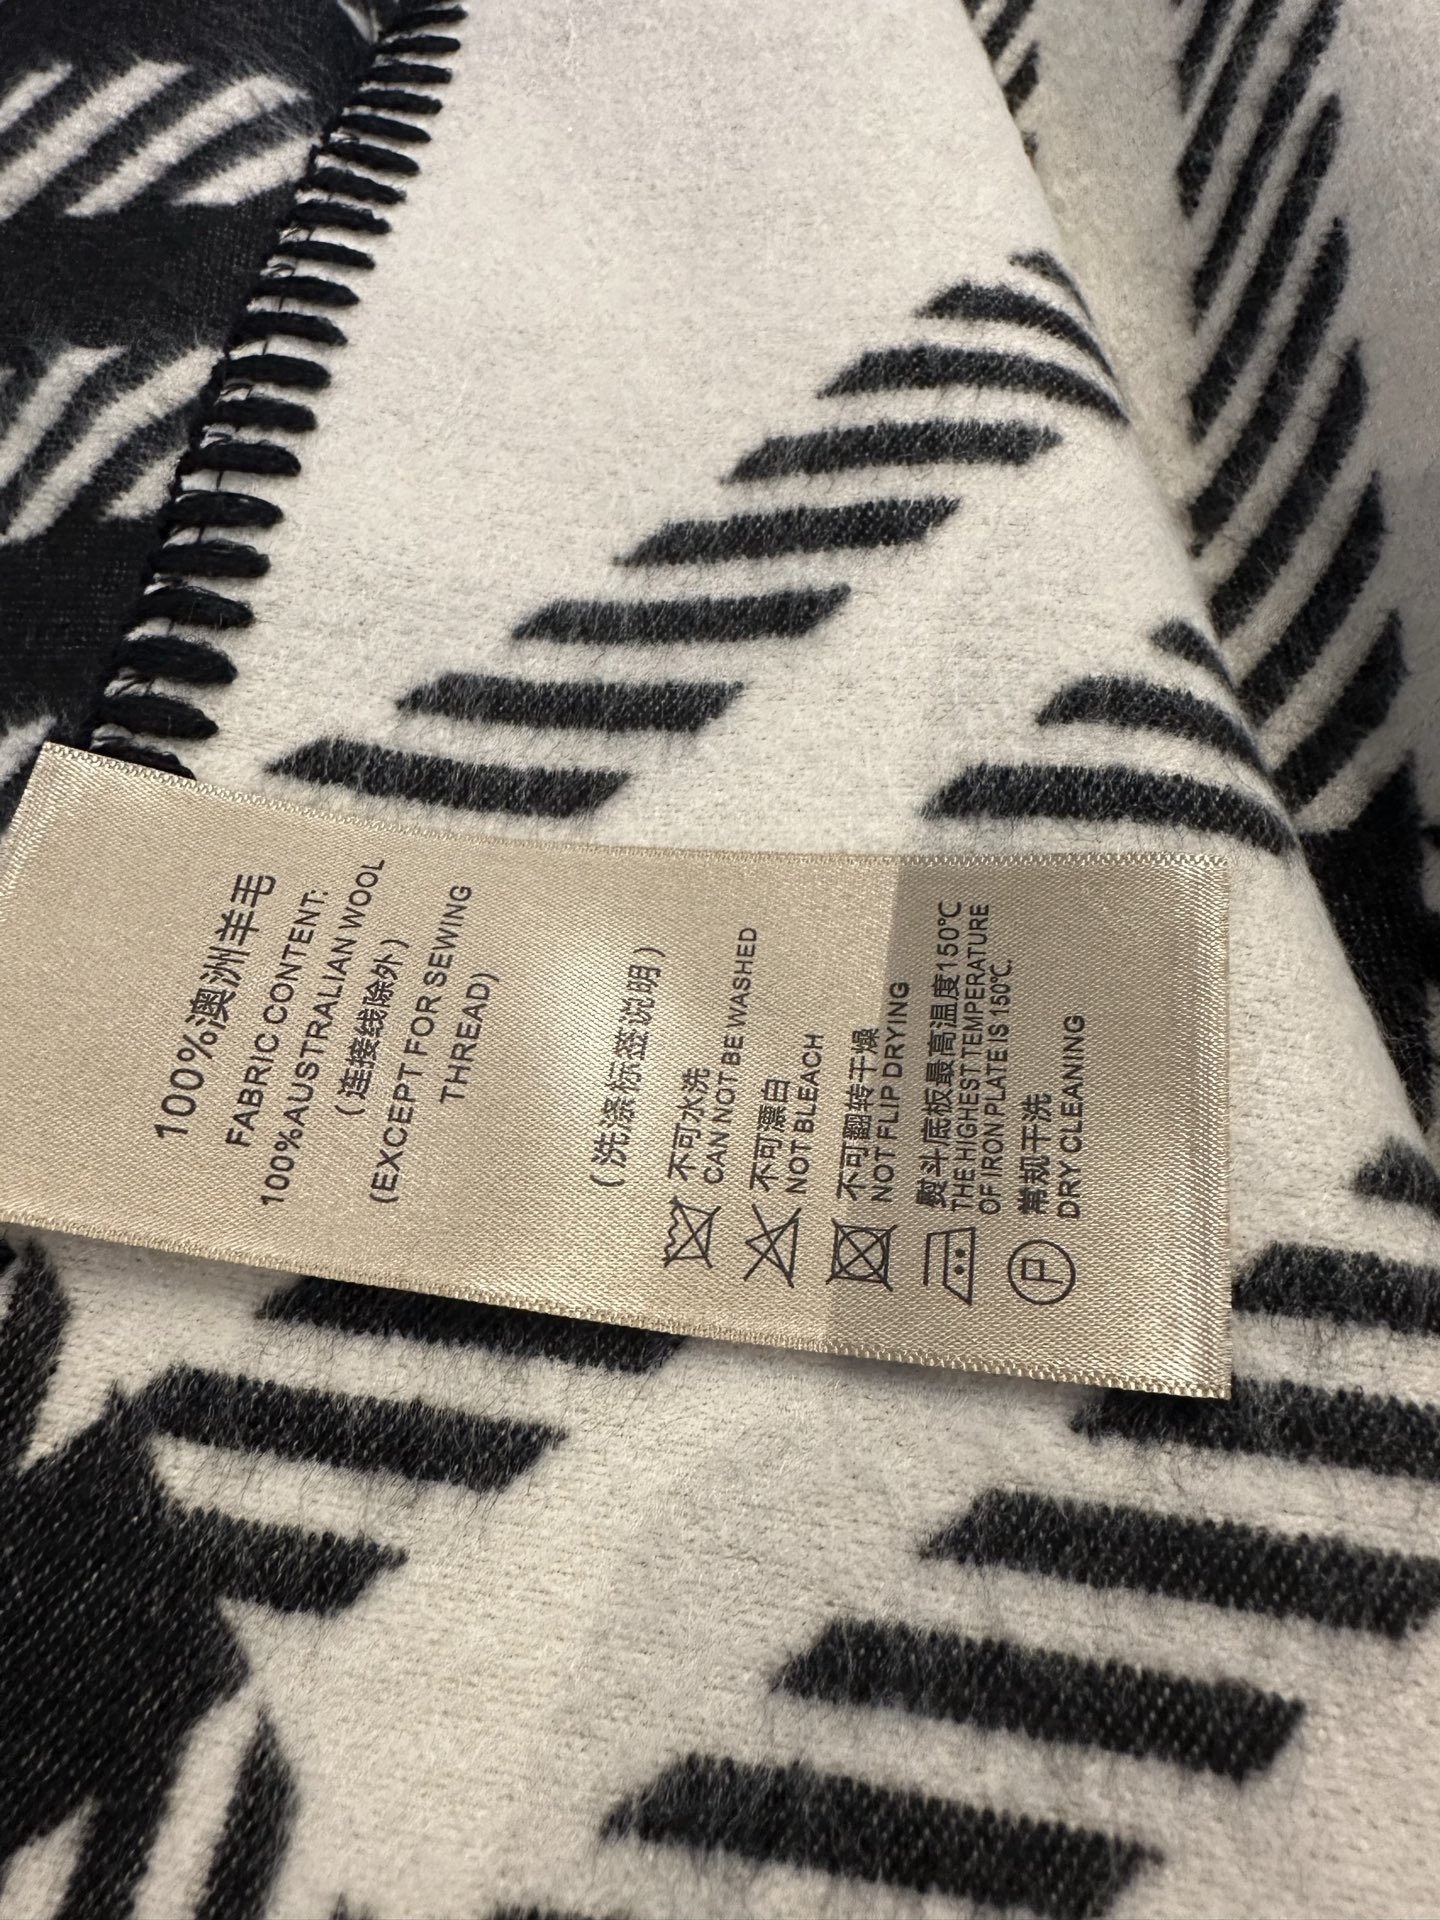 100%澳洲羊毛
FABRIC CONTENT:
100%AUSTRALIAN WOOL
(连接线除外)
(EXCEPT FOR SEWING
THREAD)
(洗涤标签说明)
不可水洗
CAN NOT BE WASHED
不可漂白
NOT BLEACH
不可翻转干燥
NOT FLIP DRYING
熨斗底板最高温度150℃
THE HIGHEST TEMPERATURE
OF IRON PLATE IS 150℃.
P
常规干洗
DRY CLEANING